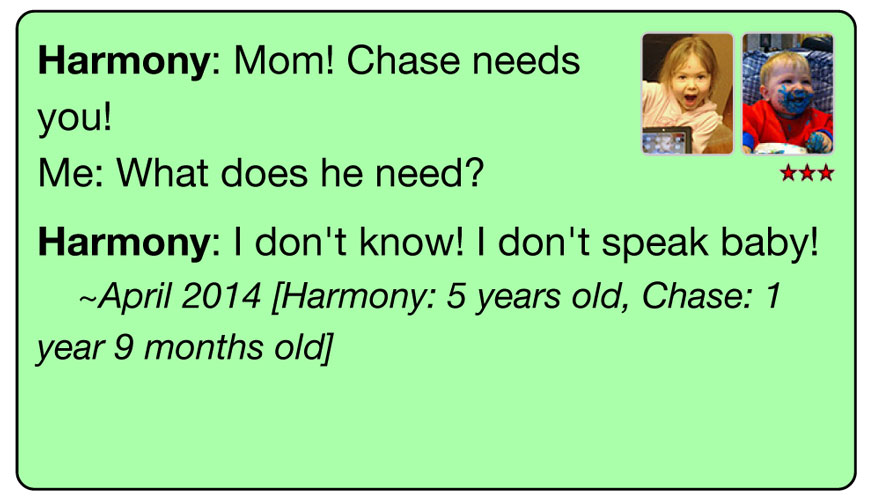 Harmony: Mom! Chase needs
you!
Me: What does he need?
Harmony: I don't know! I don't speak baby!
~April 2014 [Harmony: 5 years old, Chase: 1
year 9 months old]